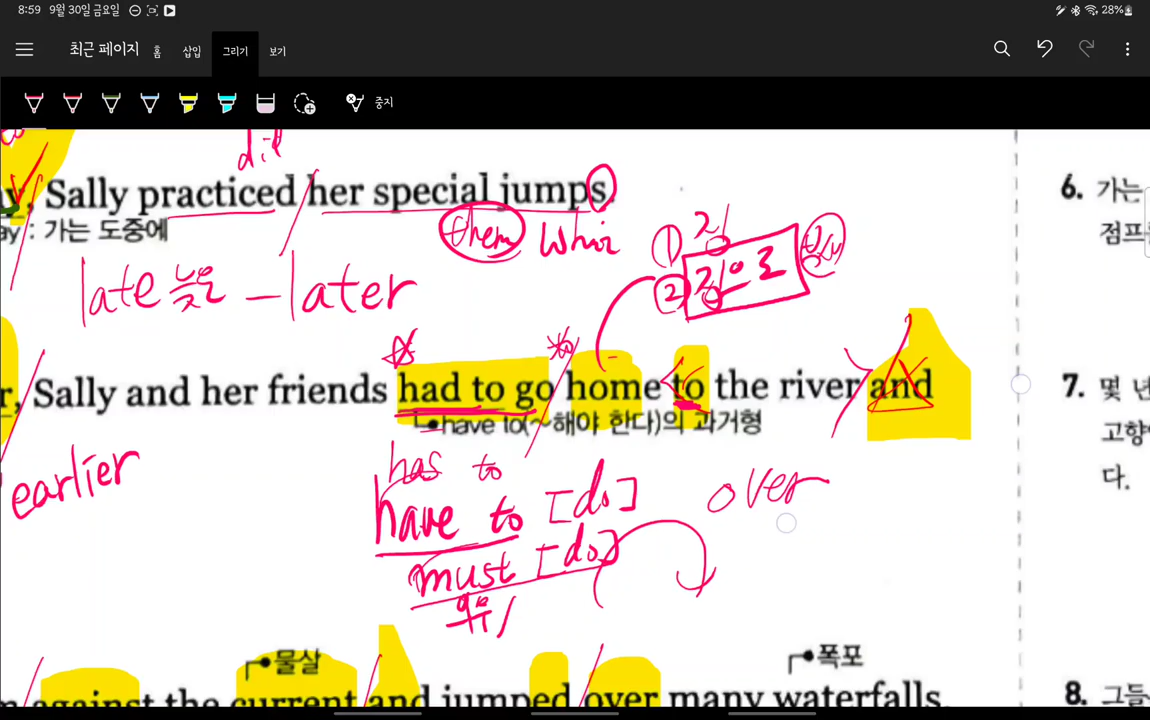 8:59 9월 30일 금요일 28%
최근 페이지 홈 삽입 그리기 보기
중지
did
y, Sally practiced her special jumps.
ay : 가는 도중에
them
late 늦은 – later
① 집
② 집으로
6. 가는
점프를
to
r, Sally and her friends had to go home to the river and
have to(~해야 한다)의 과거형
7. 몇 년
고향에
다.
earlier
has to
have to [do]
over
must [do]
물살
폭포
against the current and jumped over many waterfalls.
8. 그들